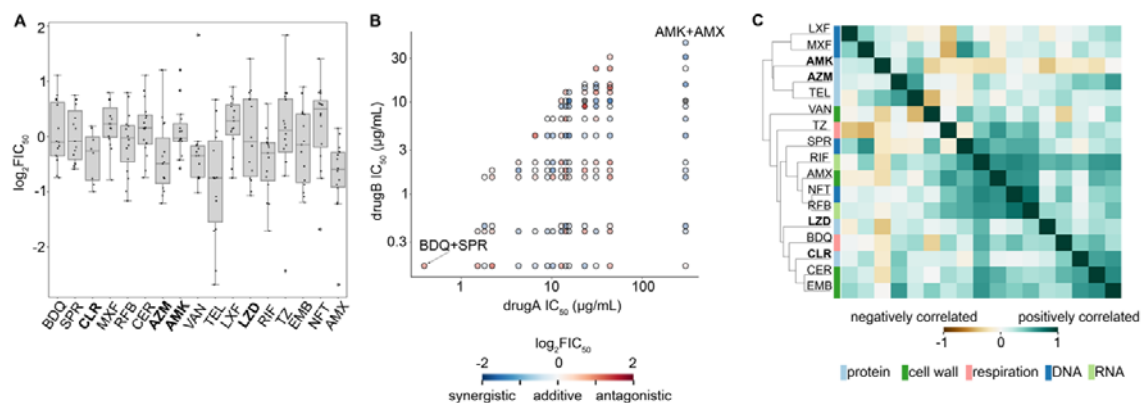 A
log₂FIC₅₀
2
1
0
-1
-2
BDQ
SPR
CLR
MXF
RFB
CER
AZM
AMK
VAN
TEL
LXF
LZD
RIF
TZ
EMB
NFT
AMX
B
AMK+AMX
drugB IC₅₀ (µg/mL)
30
10
3
1
0.3
BDQ+SPR
1
10
100
drugA IC₅₀ (µg/mL)
log₂FIC₅₀
-2 0 2
synergistic additive antagonistic
C
LXF
MXF
AMK
AZM
TEL
VAN
TZ
SPR
RIF
AMX
NFT
RFB
LZD
BDQ
CLR
CER
EMB
negatively correlated positively correlated
-1 0 1
protein cell wall respiration DNA RNA